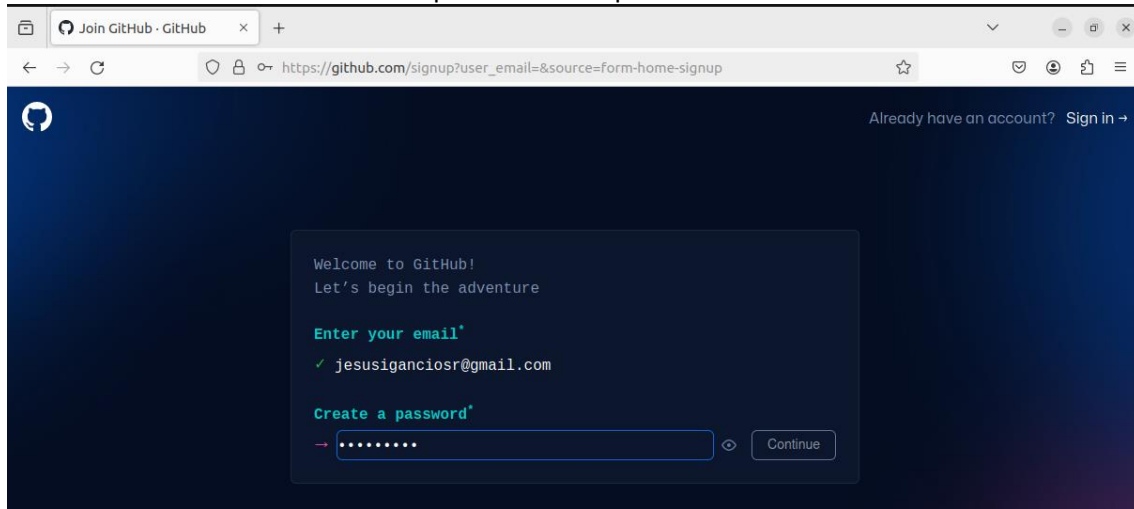 Join GitHub · GitHub
https://github.com/signup?user_email=&source=form-home-signup
Already have an account? Sign in →
Welcome to GitHub!
Let's begin the adventure
Enter your email*
✓ jesusiganciosr@gmail.com
Create a password*
→ •••••••••
Continue